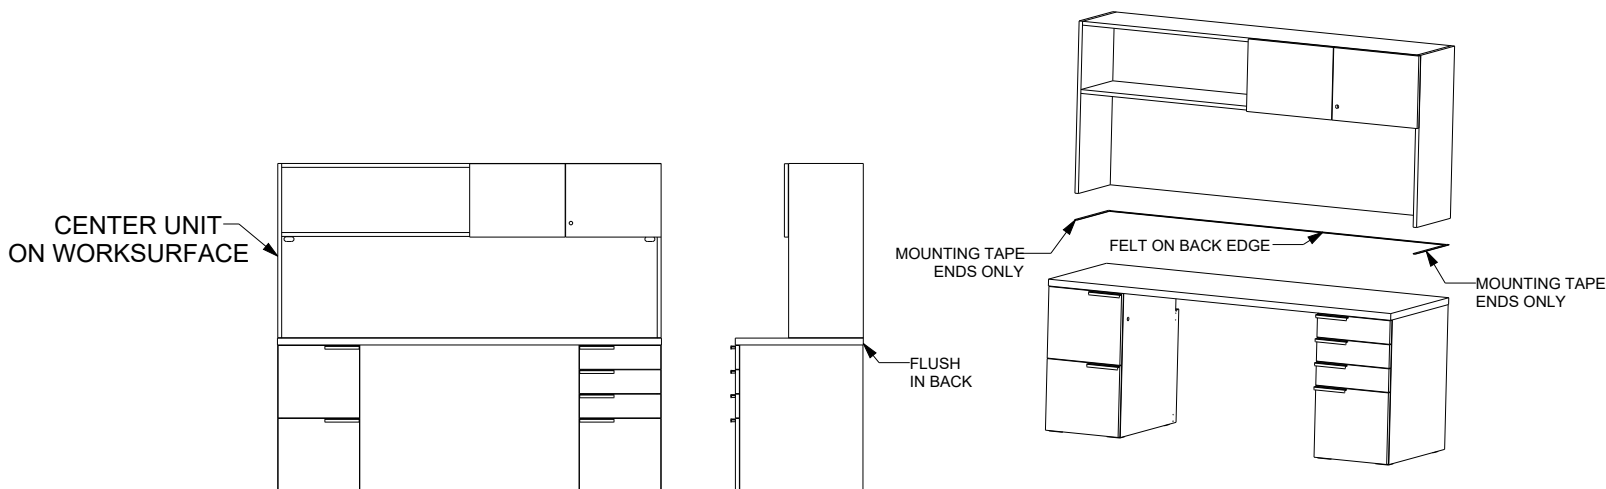 CENTER UNIT
ON WORKSURFACE
FLUSH
IN BACK
MOUNTING TAPE
ENDS ONLY
FELT ON BACK EDGE
MOUNTING TAPE
ENDS ONLY